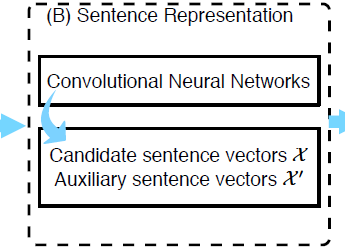 (B) Sentence Representation
Convolutional Neural Networks
Candidate sentence vectors 𝒳
Auxiliary sentence vectors 𝒳′